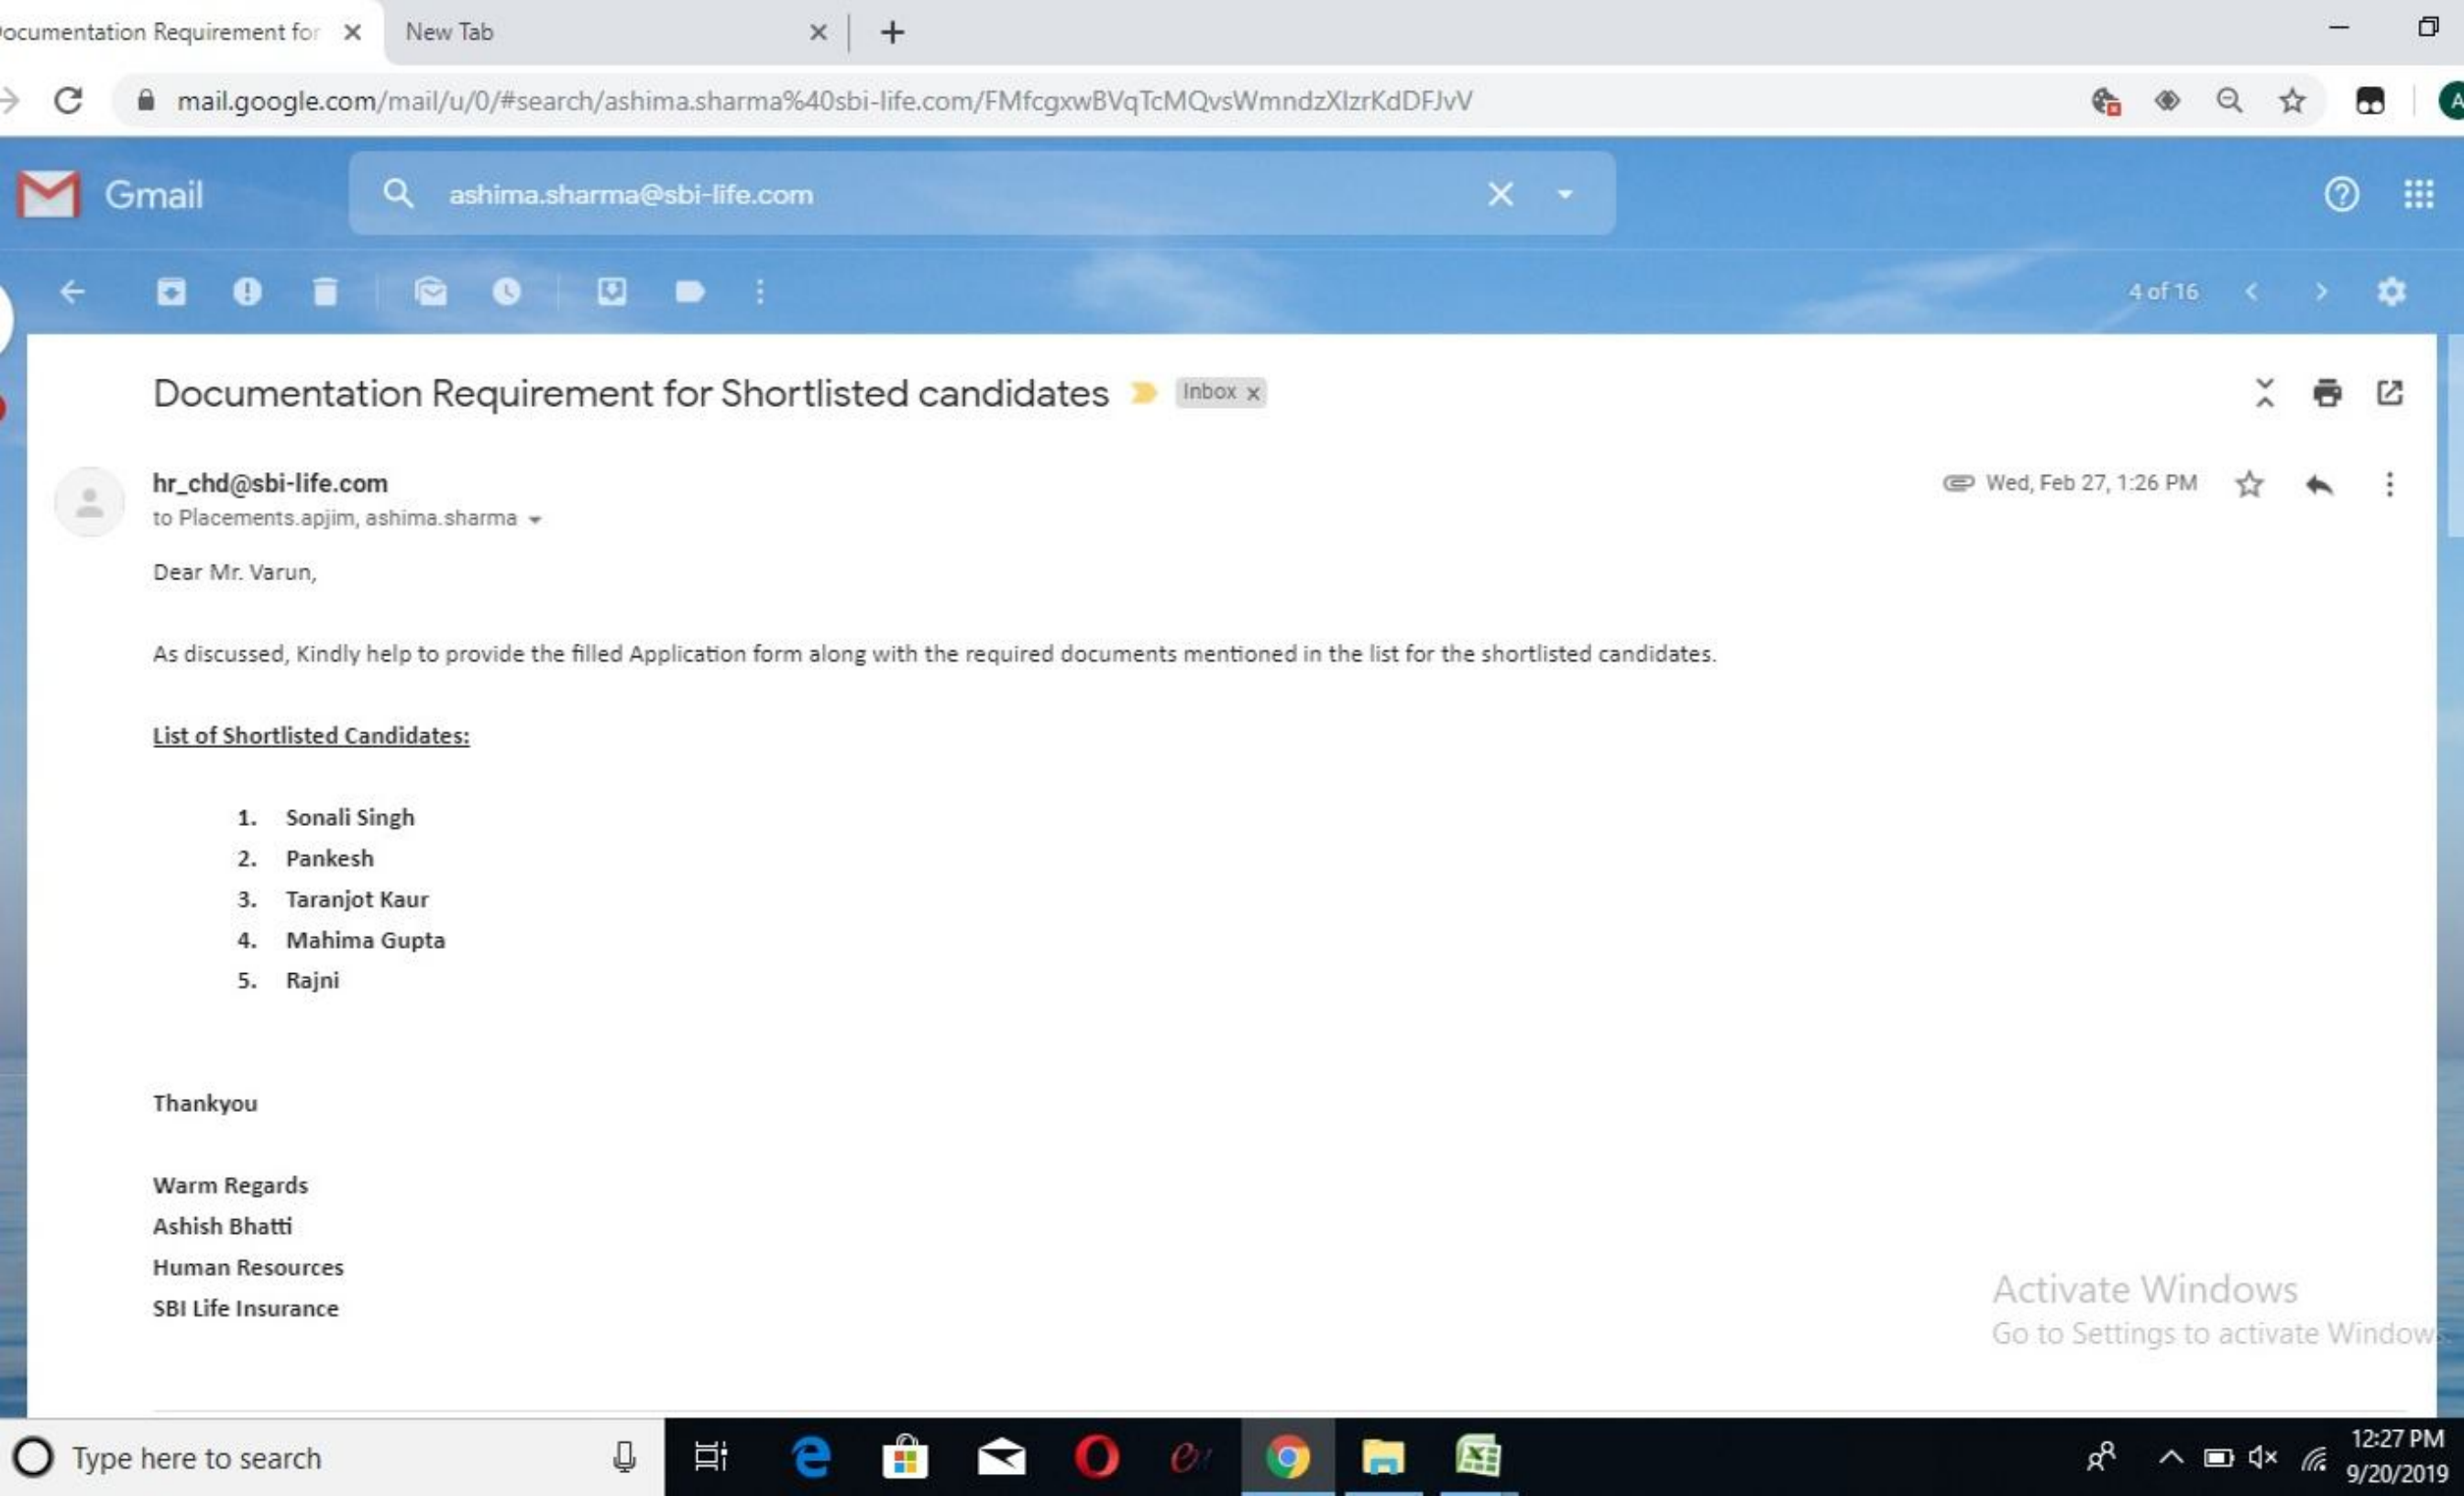 ocumentation Requirement for
New Tab
mail.google.com/mail/u/0/#search/ashima.sharma%40sbi-life.com/FMfcgxwBVqTcMQvsWmndzXlzrKdDFJvV
A
Gmail
ashima.sharma@sbi-life.com
4 of 16
Documentation Requirement for Shortlisted candidates
Inbox x
hr_chd@sbi-life.com
Wed, Feb 27, 1:26 PM
to Placements.apjim, ashima.sharma
Dear Mr. Varun,
As discussed, Kindly help to provide the filled Application form along with the required documents mentioned in the list for the shortlisted candidates.
List of Shortlisted Candidates:
1. Sonali Singh
2. Pankesh
3. Taranjot Kaur
4. Mahima Gupta
5. Rajni
Thankyou
Warm Regards
Ashish Bhatti
Human Resources
SBI Life Insurance
Activate Windows
Go to Settings to activate Windows
Type here to search
12:27 PM
9/20/2019